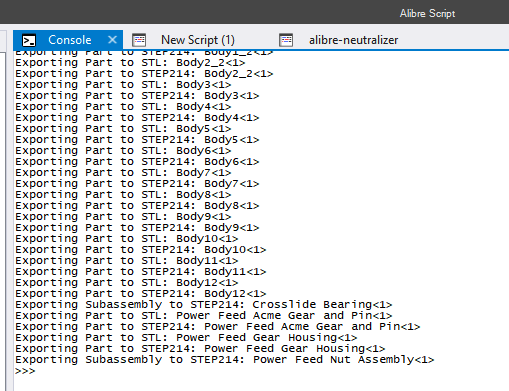 Alibre Script
Console
New Script (1)
alibre-neutralizer
Exporting Part to STEP214: Body1_2<1>
Exporting Part to STL: Body2_2<1>
Exporting Part to STEP214: Body2_2<1>
Exporting Part to STL: Body3<1>
Exporting Part to STEP214: Body3<1>
Exporting Part to STL: Body4<1>
Exporting Part to STEP214: Body4<1>
Exporting Part to STL: Body5<1>
Exporting Part to STEP214: Body5<1>
Exporting Part to STL: Body6<1>
Exporting Part to STEP214: Body6<1>
Exporting Part to STL: Body7<1>
Exporting Part to STEP214: Body7<1>
Exporting Part to STL: Body8<1>
Exporting Part to STEP214: Body8<1>
Exporting Part to STL: Body9<1>
Exporting Part to STEP214: Body9<1>
Exporting Part to STL: Body10<1>
Exporting Part to STEP214: Body10<1>
Exporting Part to STL: Body11<1>
Exporting Part to STEP214: Body11<1>
Exporting Part to STL: Body12<1>
Exporting Part to STEP214: Body12<1>
Exporting Subassembly to STEP214: Crosslide Bearing<1>
Exporting Part to STL: Power Feed Acme Gear and Pin<1>
Exporting Part to STEP214: Power Feed Acme Gear and Pin<1>
Exporting Part to STL: Power Feed Gear Housing<1>
Exporting Part to STEP214: Power Feed Gear Housing<1>
Exporting Subassembly to STEP214: Power Feed Nut Assembly<1>
>>>